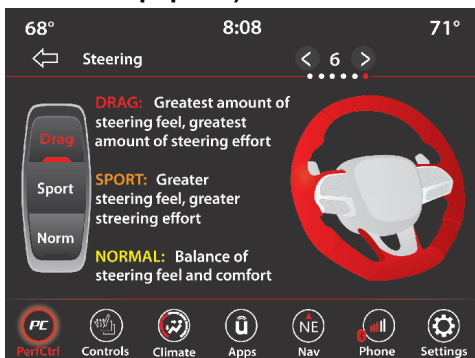 68° 8:08 71°
Steering < 6 >
DRAG: Greatest amount of
steering feel, greatest
amount of steering effort
Drag
SPORT: Greater
Sport
steering feel, greater
streering effort
Norm
NORMAL: Balance of
steering feel and comfort
PC û NE
PerfCtrl Controls Climate Apps Nav Phone Settings